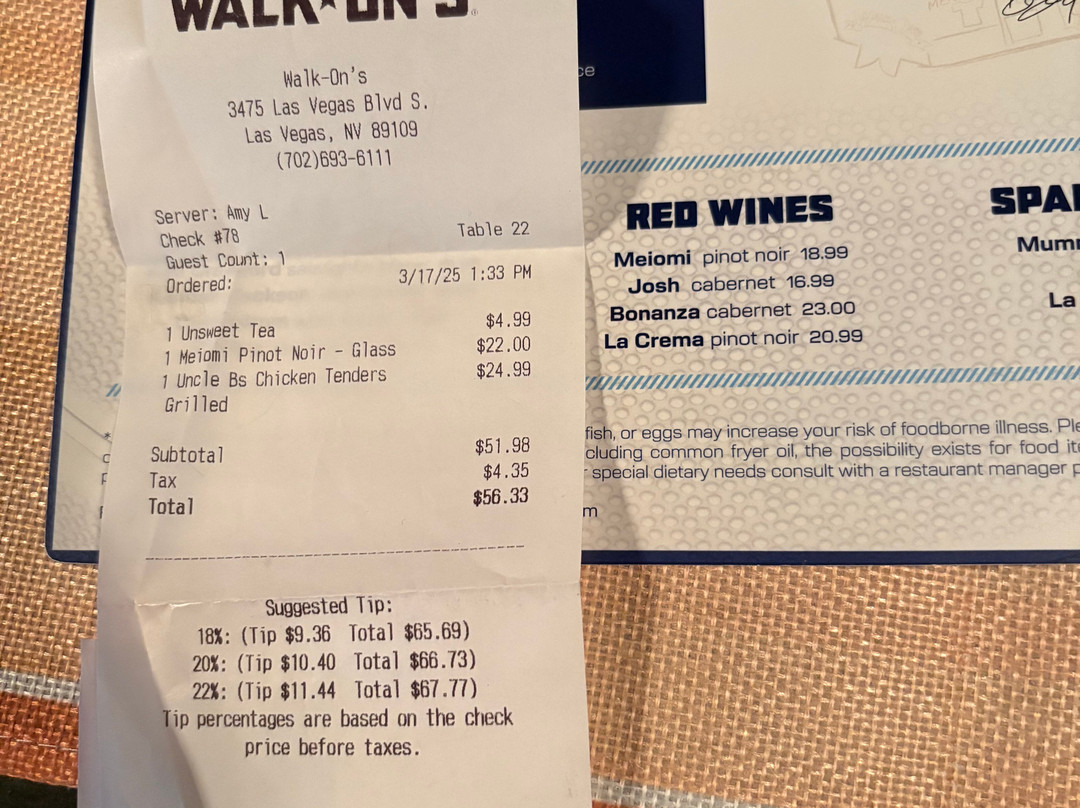 WALK★ON'S
Walk-On's
3475 Las Vegas Blvd S.
Las Vegas, NV 89109
(702)693-6111
Server: Amy L
Check #78 Table 22
Guest Count: 1
Ordered: 3/17/25 1:33 PM
1 Unsweet Tea $4.99
1 Meiomi Pinot Noir - Glass $22.00
1 Uncle Bs Chicken Tenders $24.99
Grilled
Subtotal $51.98
Tax $4.35
Total $56.33
Suggested Tip:
18%: (Tip $9.36 Total $65.69)
20%: (Tip $10.40 Total $66.73)
22%: (Tip $11.44 Total $67.77)
Tip percentages are based on the check
price before taxes.
RED WINES
Meiomi pinot noir 18.99
Josh cabernet 16.99
Bonanza cabernet 23.00
La Crema pinot noir 20.99
La
fish, or eggs may increase your risk of foodborne illness.
common fryer oil, the possibility exists for food
special dietary needs consult with a restaurant manager